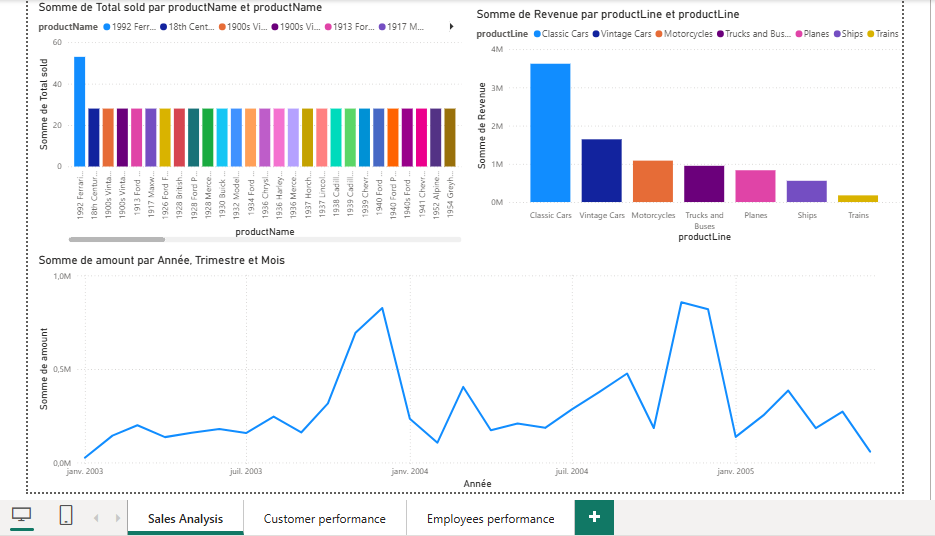 Somme de Total sold par productName et productName
productName 1992 Ferr... 18th Cent... 1900s Vi... 1900s Vi... 1913 For... 1917 M...
60
40
20
0
Somme de Total sold
1992 Ferrari...
18th Centur...
1900s Vinta...
1900s Vinta...
1913 Ford ...
1917 Maxw...
1926 Ford F...
1928 British...
1928 Ford P...
1928 Merce...
1930 Buick ...
1932 Model...
1934 Ford ...
1936 Chrysl...
1936 Harley...
1936 Merce...
1937 Horch...
1937 Lincol...
1938 Cadill...
1939 Cadill...
1939 Chevr...
1940 Ford ...
1940 Ford P...
1940s Ford ...
1941 Chevr...
1952 Alpine...
1954 Greyh...
productName
Somme de Revenue par productLine et productLine
productLine Classic Cars Vintage Cars Motorcycles Trucks and Bus... Planes Ships Trains
4M
3M
2M
1M
0M
Somme de Revenue
Classic Cars Vintage Cars Motorcycles Trucks and Buses Planes Ships Trains
productLine
Somme de amount par Année, Trimestre et Mois
1,0M
0,5M
0,0M
Somme de amount
janv. 2003 juil. 2003 janv. 2004 juil. 2004 janv. 2005
Année
Sales Analysis Customer performance Employees performance +